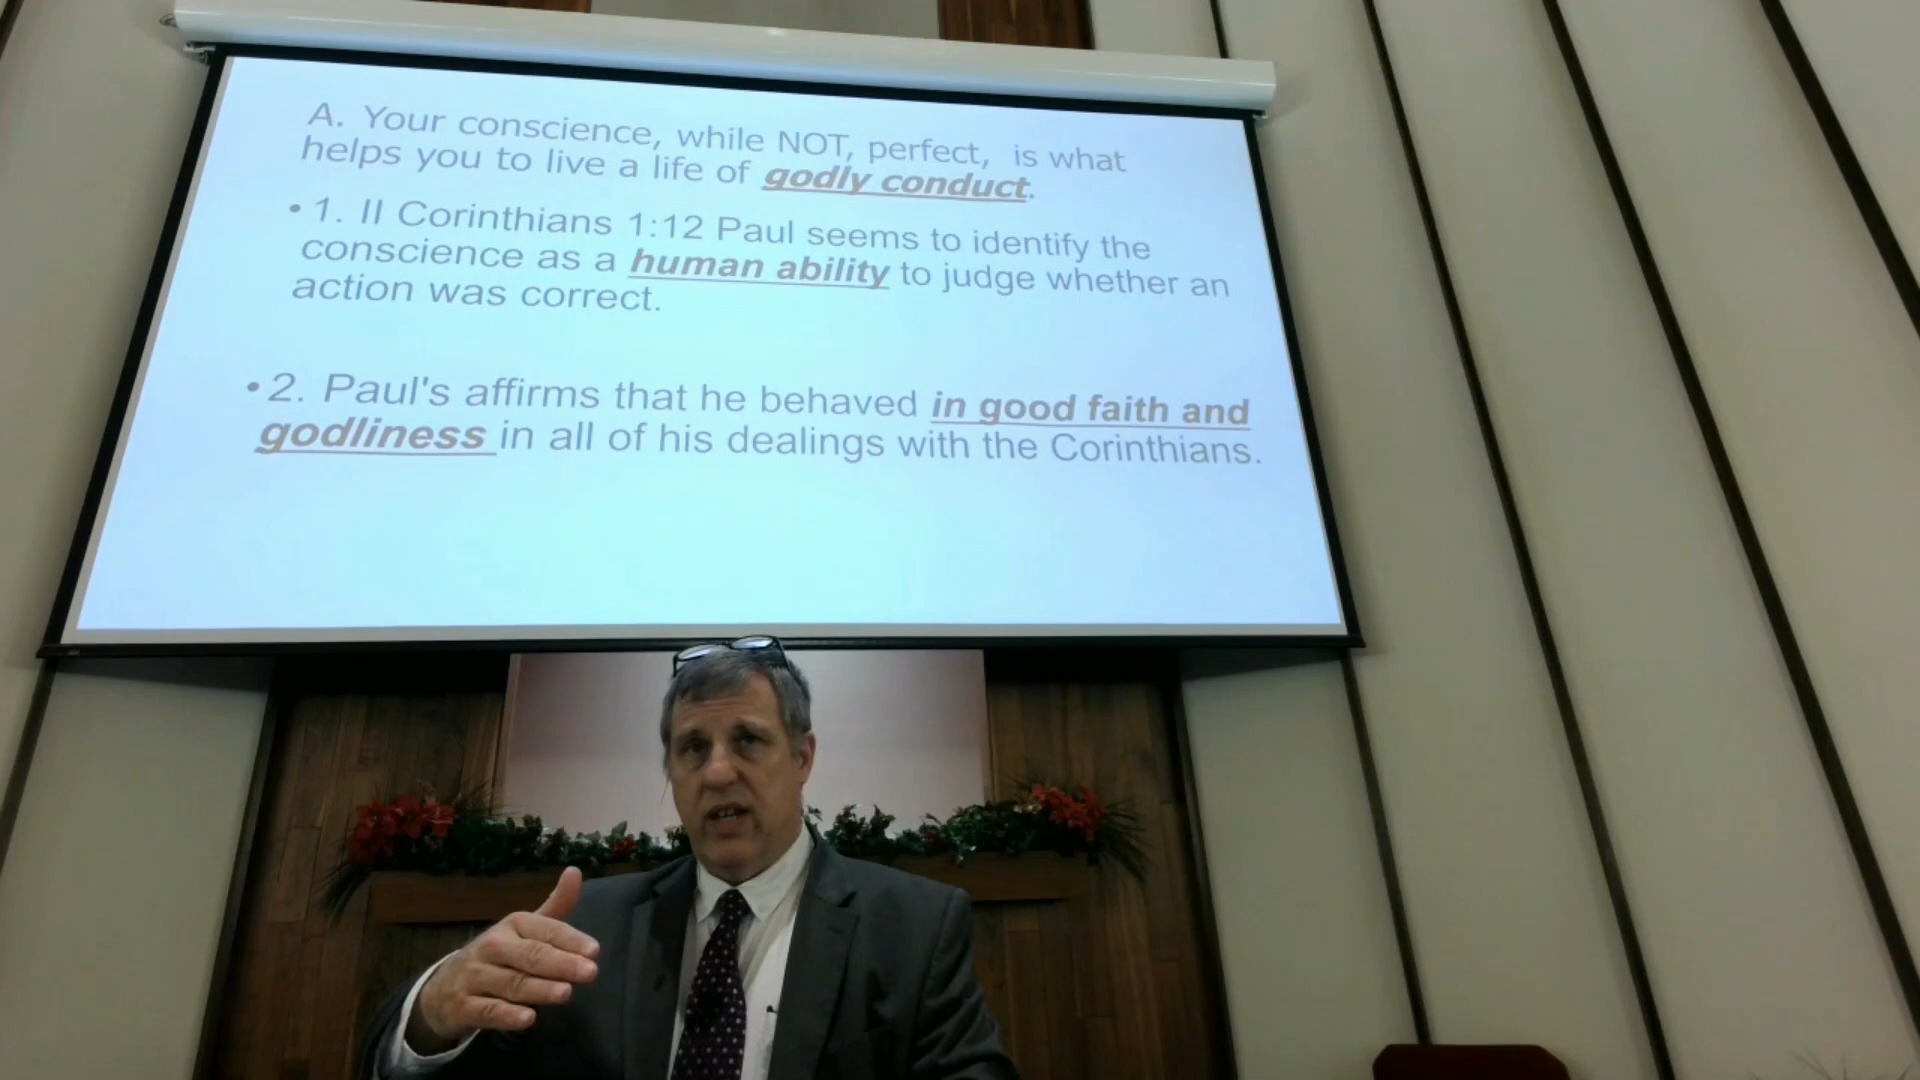 A. Your conscience, while NOT, perfect, is what
helps you to live a life of godly conduct.
• 1. II Corinthians 1:12 Paul seems to identify the
conscience as a human ability to judge whether an
action was correct.
• 2. Paul's affirms that he behaved in good faith and
godliness in all of his dealings with the Corinthians.